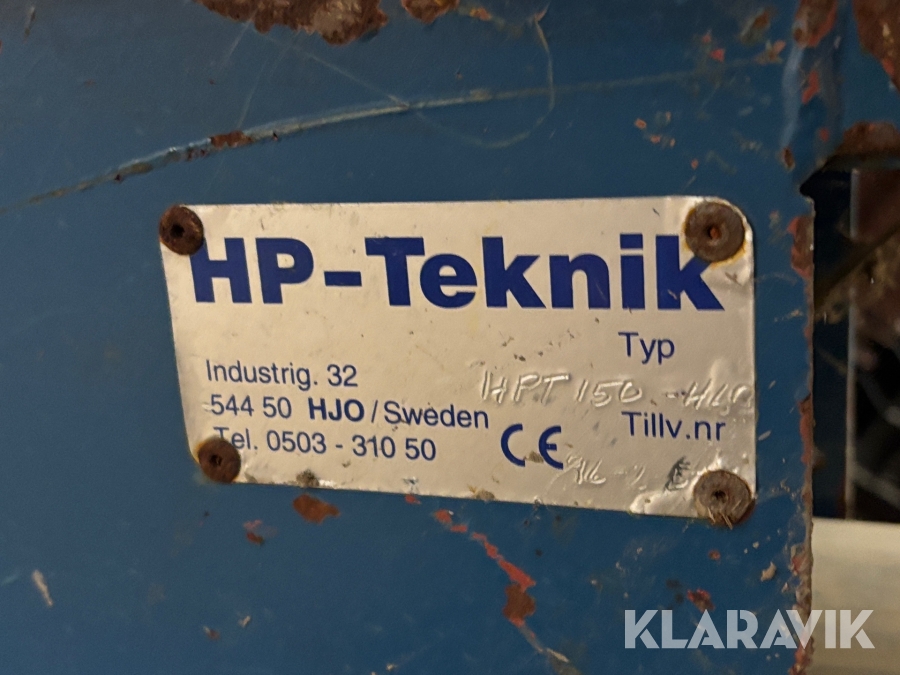 HP-Teknik
Typ
Industrig. 32
HPT 150
544 50 HJO / Sweden
Tillv.nr
Tel. 0503 - 310 50
CE
KLARAVIK